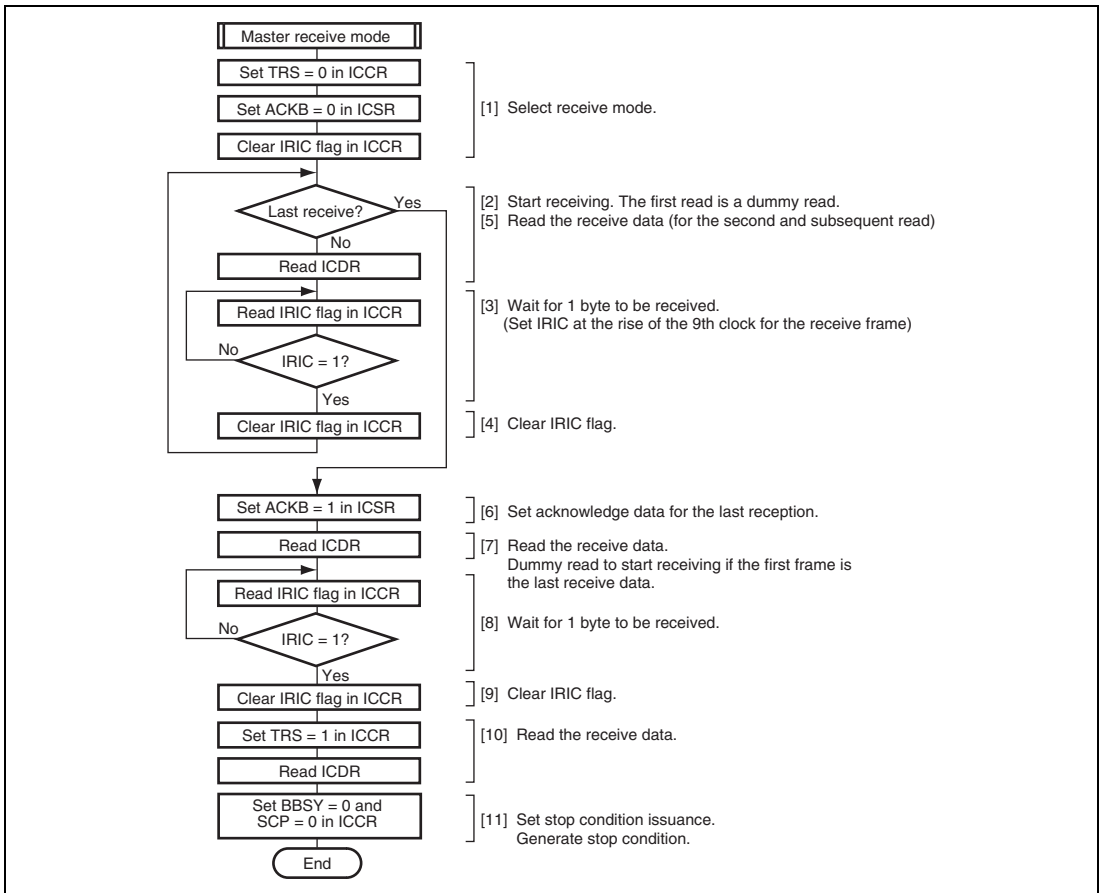 Master receive mode
Set TRS = 0 in ICCR
Set ACKB = 0 in ICSR
[1] Select receive mode.
Clear IRIC flag in ICCR
Last receive?
Yes
No
[2] Start receiving. The first read is a dummy read.
[5] Read the receive data (for the second and subsequent read)
Read ICDR
Read IRIC flag in ICCR
[3] Wait for 1 byte to be received.
(Set IRIC at the rise of the 9th clock for the receive frame)
No
IRIC = 1?
Yes
Clear IRIC flag in ICCR
[4] Clear IRIC flag.
Set ACKB = 1 in ICSR
[6] Set acknowledge data for the last reception.
Read ICDR
[7] Read the receive data.
Dummy read to start receiving if the first frame is
the last receive data.
Read IRIC flag in ICCR
[8] Wait for 1 byte to be received.
No
IRIC = 1?
Yes
Clear IRIC flag in ICCR
[9] Clear IRIC flag.
Set TRS = 1 in ICCR
[10] Read the receive data.
Read ICDR
Set BBSY = 0 and
SCP = 0 in ICCR
[11] Set stop condition issuance.
Generate stop condition.
End